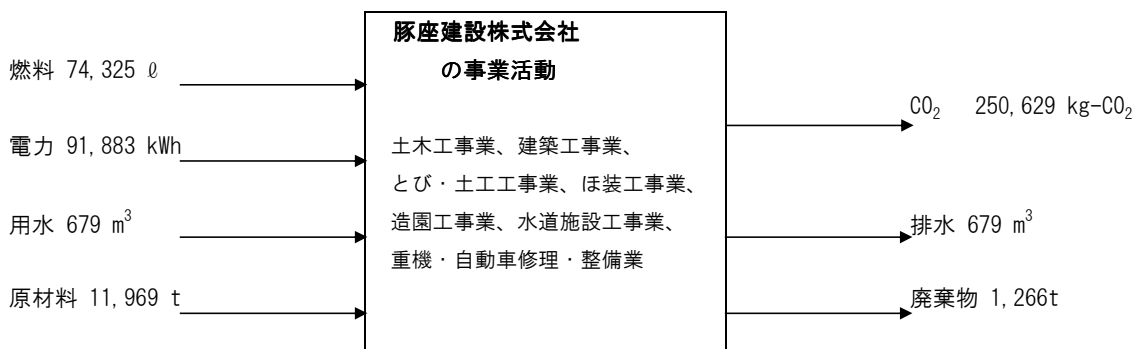 豚座建設株式会社
の事業活動
燃料 74,325 ℓ
電力 91,883 kWh
用水 679 m³
原材料 11,969 t
土木工事業、建築工事業、
とび・土工工事業、ほ装工事業、
造園工事業、水道施設工事業、
重機・自動車修理・整備業
CO₂ 250,629 kg-CO₂
排水 679 m³
廃棄物 1,266t